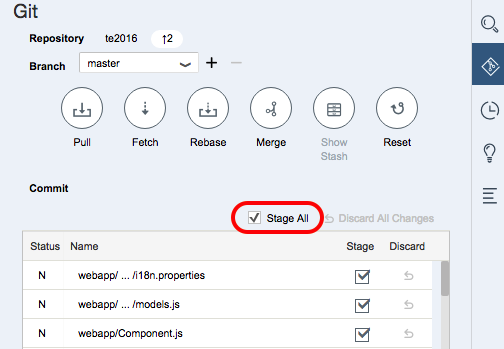 Git
Repository te2016 ↑2
Branch master + −
Pull Fetch Rebase Merge Show Stash Reset
Commit
Stage All Discard All Changes
Status Name Stage Discard
N webapp/ ... /i18n.properties
N webapp/ ... /models.js
N webapp/Component.js